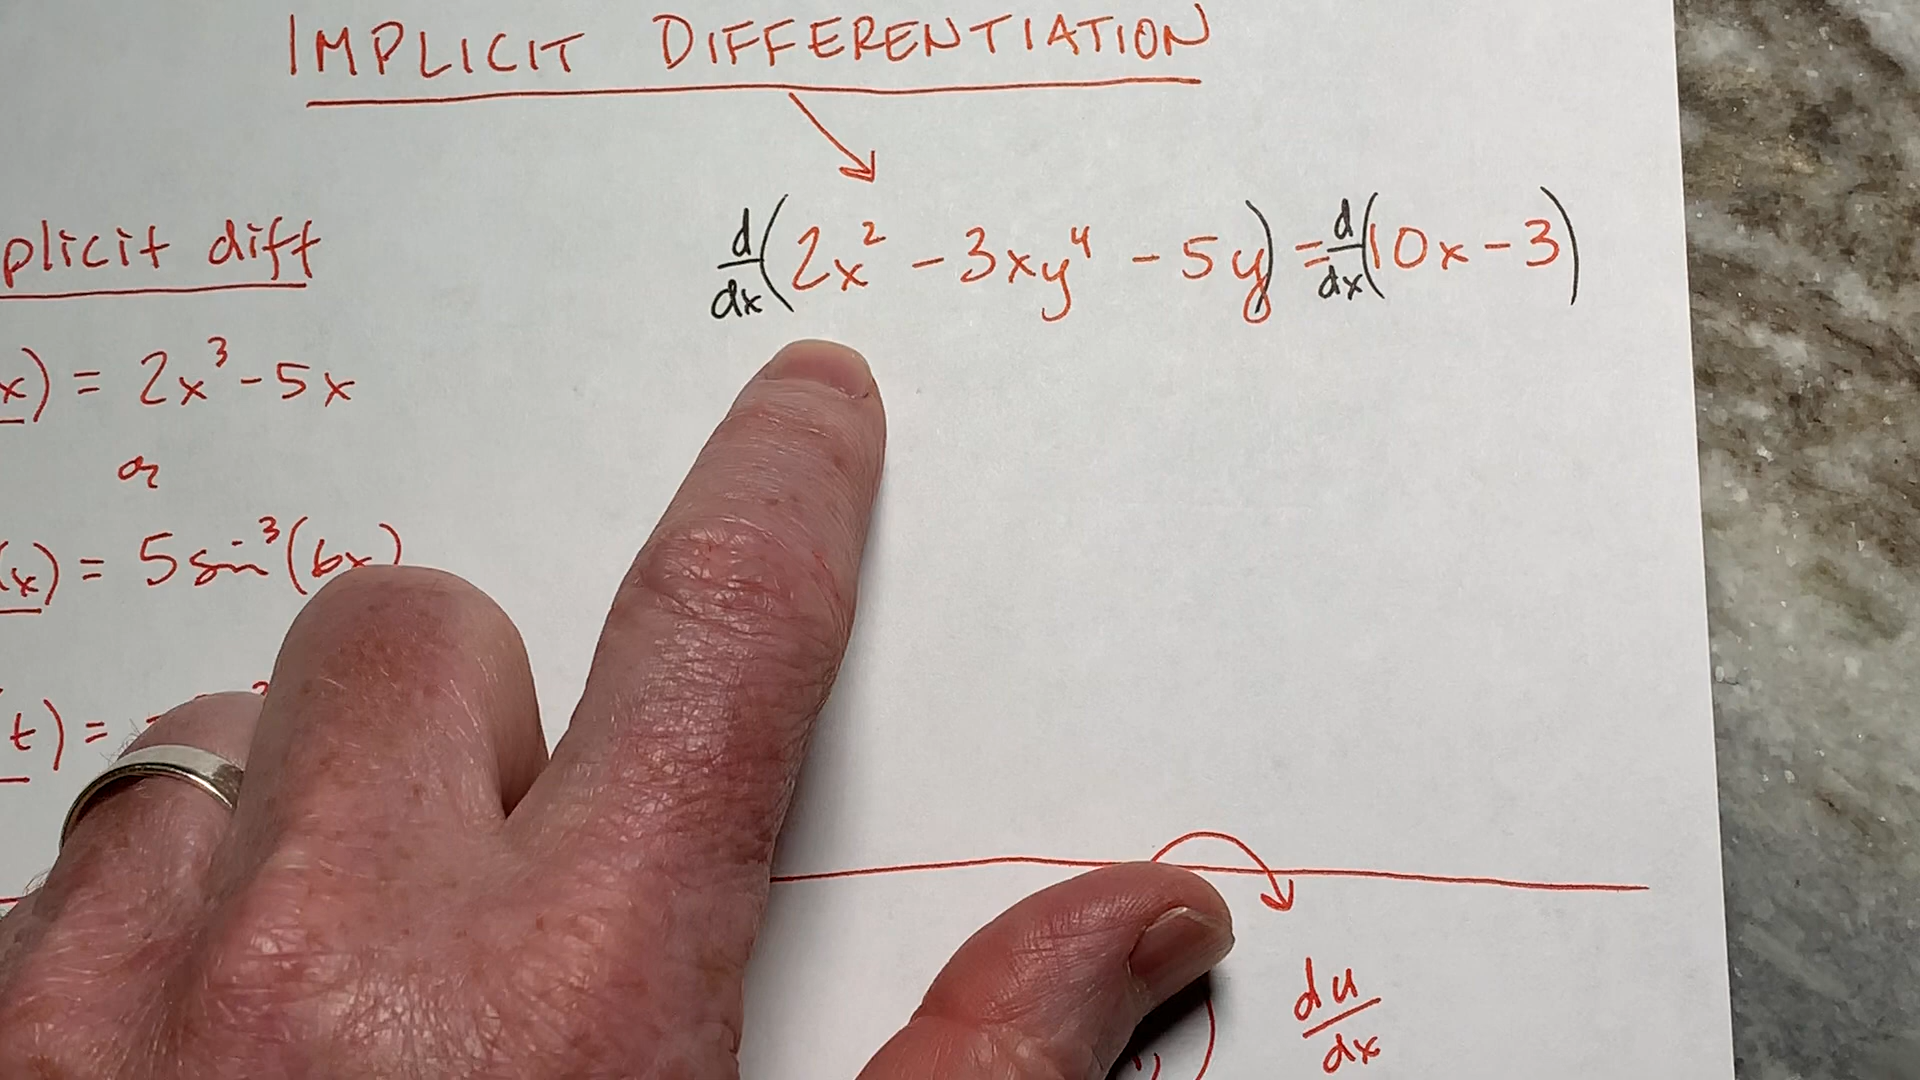 IMPLICIT DIFFERENTIATION
plicit diff
d/dx(2x² - 3xy⁴ - 5y) = d/dx(10x - 3)
x) = 2x³ - 5x
or
(x) = 5sin³(6x)
t) =
du/dx